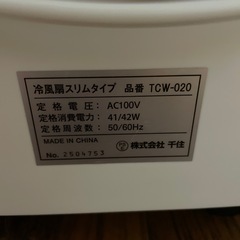 冷風扇スリムタイプ 品番 TCW-020
定格電圧：AC100V
定格消費電力：41/42W
定格周波数：50/60Hz
MADE IN CHINA
株式会社 千住
No. 2504753